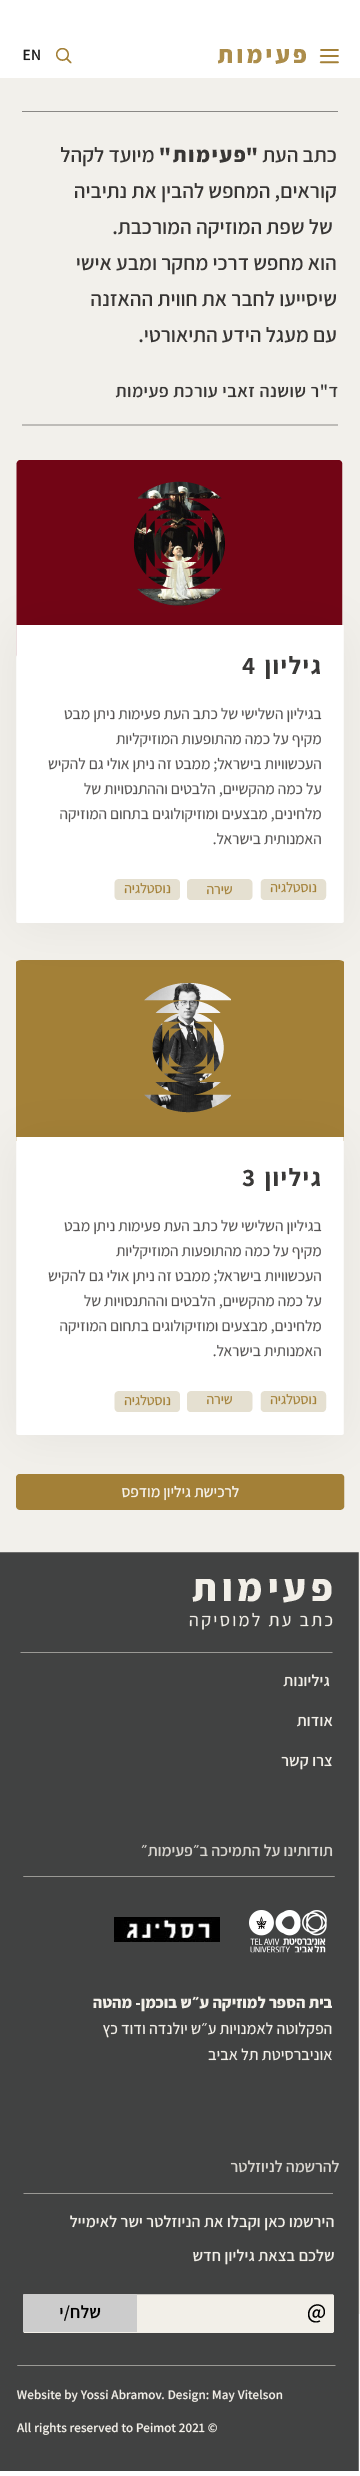 פעימות
EN
כתב העת "פעימות" מיועד לקהל
קוראים, המחפש להבין את נתיביה
של שפת המוזיקה המורכבת.
הוא מחפש דרכי מחקר ומבע אישי
שיסייעו לחבר את חווית ההאזנה
עם מעגל הידע התיאורטי.
ד"ר שושנה זאבי עורכת פעימות
גיליון 4
בגיליון השלישי של כתב העת פעימות ניתן מבט
מקיף על כמה מהתופעות המוזיקליות
העכשוויות בישראל; ממבט זה ניתן אולי גם להקיש
על כמה מהקשיים, הלבטים וההתנסויות של
מלחינים, מבצעים ומוזיקולוגים בתחום המוזיקה
האמנותית בישראל.
נוסטלגיה שירה נוסטלגיה
גיליון 3
בגיליון השלישי של כתב העת פעימות ניתן מבט
מקיף על כמה מהתופעות המוזיקליות
העכשוויות בישראל; ממבט זה ניתן אולי גם להקיש
על כמה מהקשיים, הלבטים וההתנסויות של
מלחינים, מבצעים ומוזיקולוגים בתחום המוזיקה
האמנותית בישראל.
נוסטלגיה שירה נוסטלגיה
לרכישת גיליון מודפס
פעימות
כתב עת למוסיקה
גיליונות
אודות
צרו קשר
תודותינו על התמיכה ב״פעימות״
רסלינג
TEL AVIV אוניברסיטת
UNIVERSITY תל אביב
בית הספר למוזיקה ע״ש בוכמן- מהטה
הפקולטה לאמנויות ע״ש יולנדה ודוד כץ
אוניברסיטת תל אביב
להרשמה לניוזלטר
הירשמו כאן וקבלו את הניוזלטר ישר לאימייל
שלכם בצאת גיליון חדש
@
שלח/י
Website by Yossi Abramov. Design: May Vitelson
All rights reserved to Peimot 2021 ©